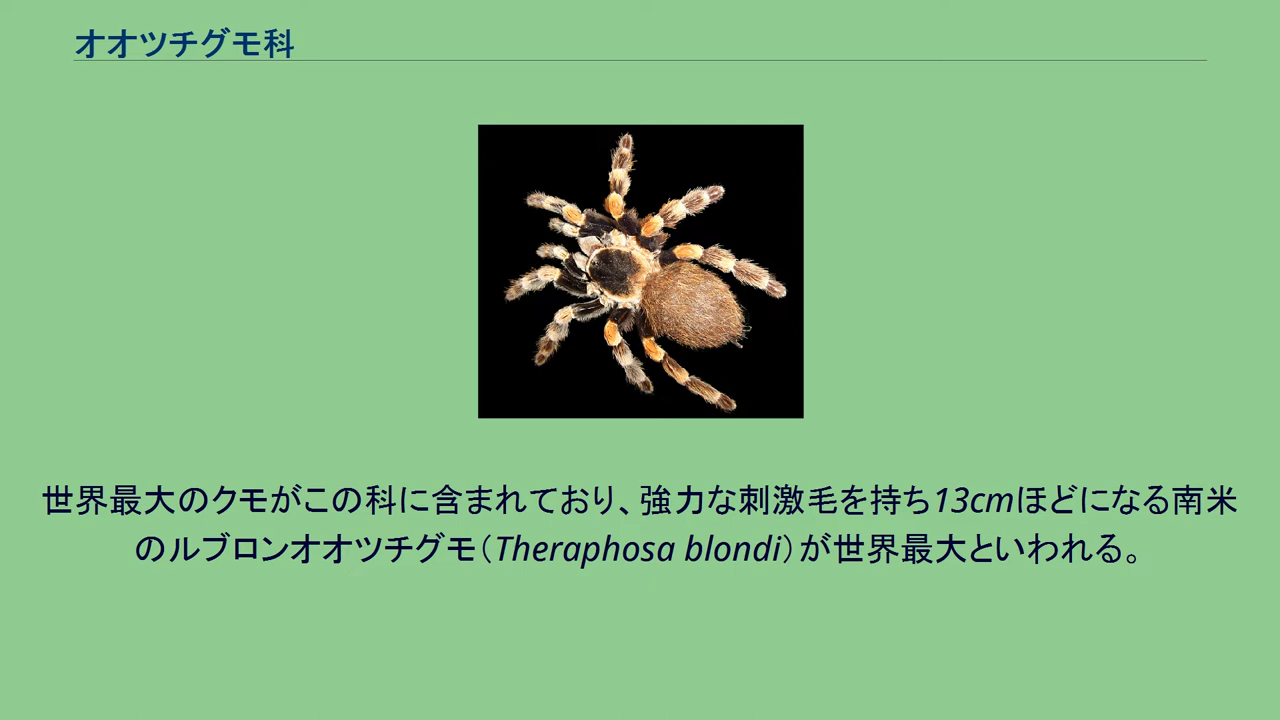 オオツチグモ科
世界最大のクモがこの科に含まれており、強力な刺激毛を持ち13cmほどになる南米
のルブロンオオツチグモ（Theraphosa blondi）が世界最大といわれる。